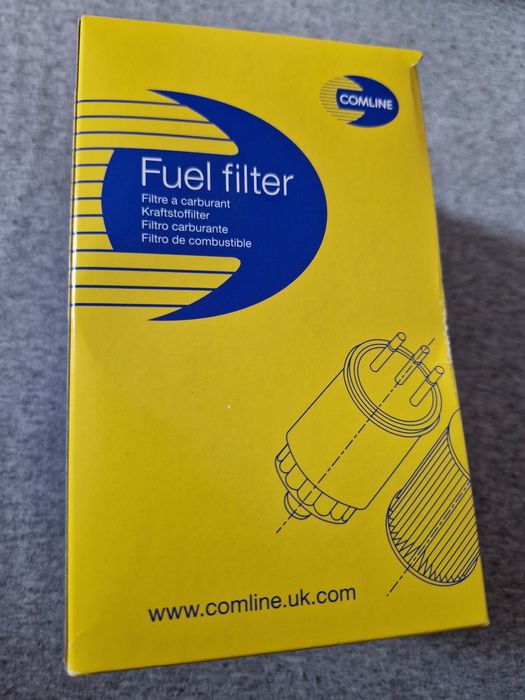 COMLINE
Fuel filter
Filtre a carburant
Kraftstoffilter
Filtro carburante
Filtro de combustible
www.comline.uk.com